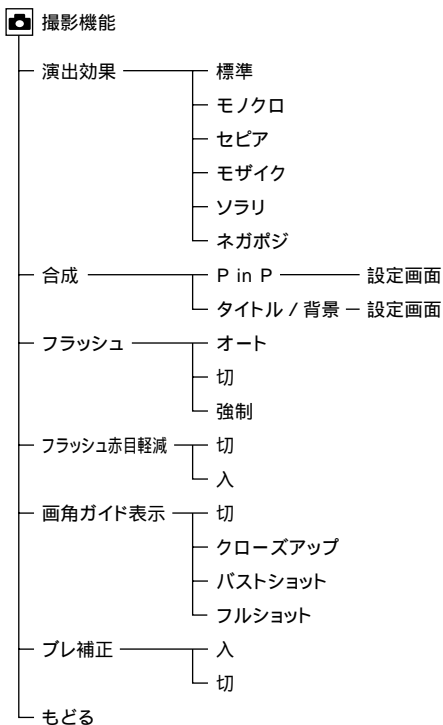 撮影機能
演出効果 標準
モノクロ
セピア
モザイク
ソラリ
ネガポジ
合成 P in P 設定画面
タイトル / 背景 設定画面
フラッシュ オート
切
強制
フラッシュ赤目軽減 切
入
画角ガイド表示 切
クローズアップ
バストショット
フルショット
ブレ補正 入
切
もどる